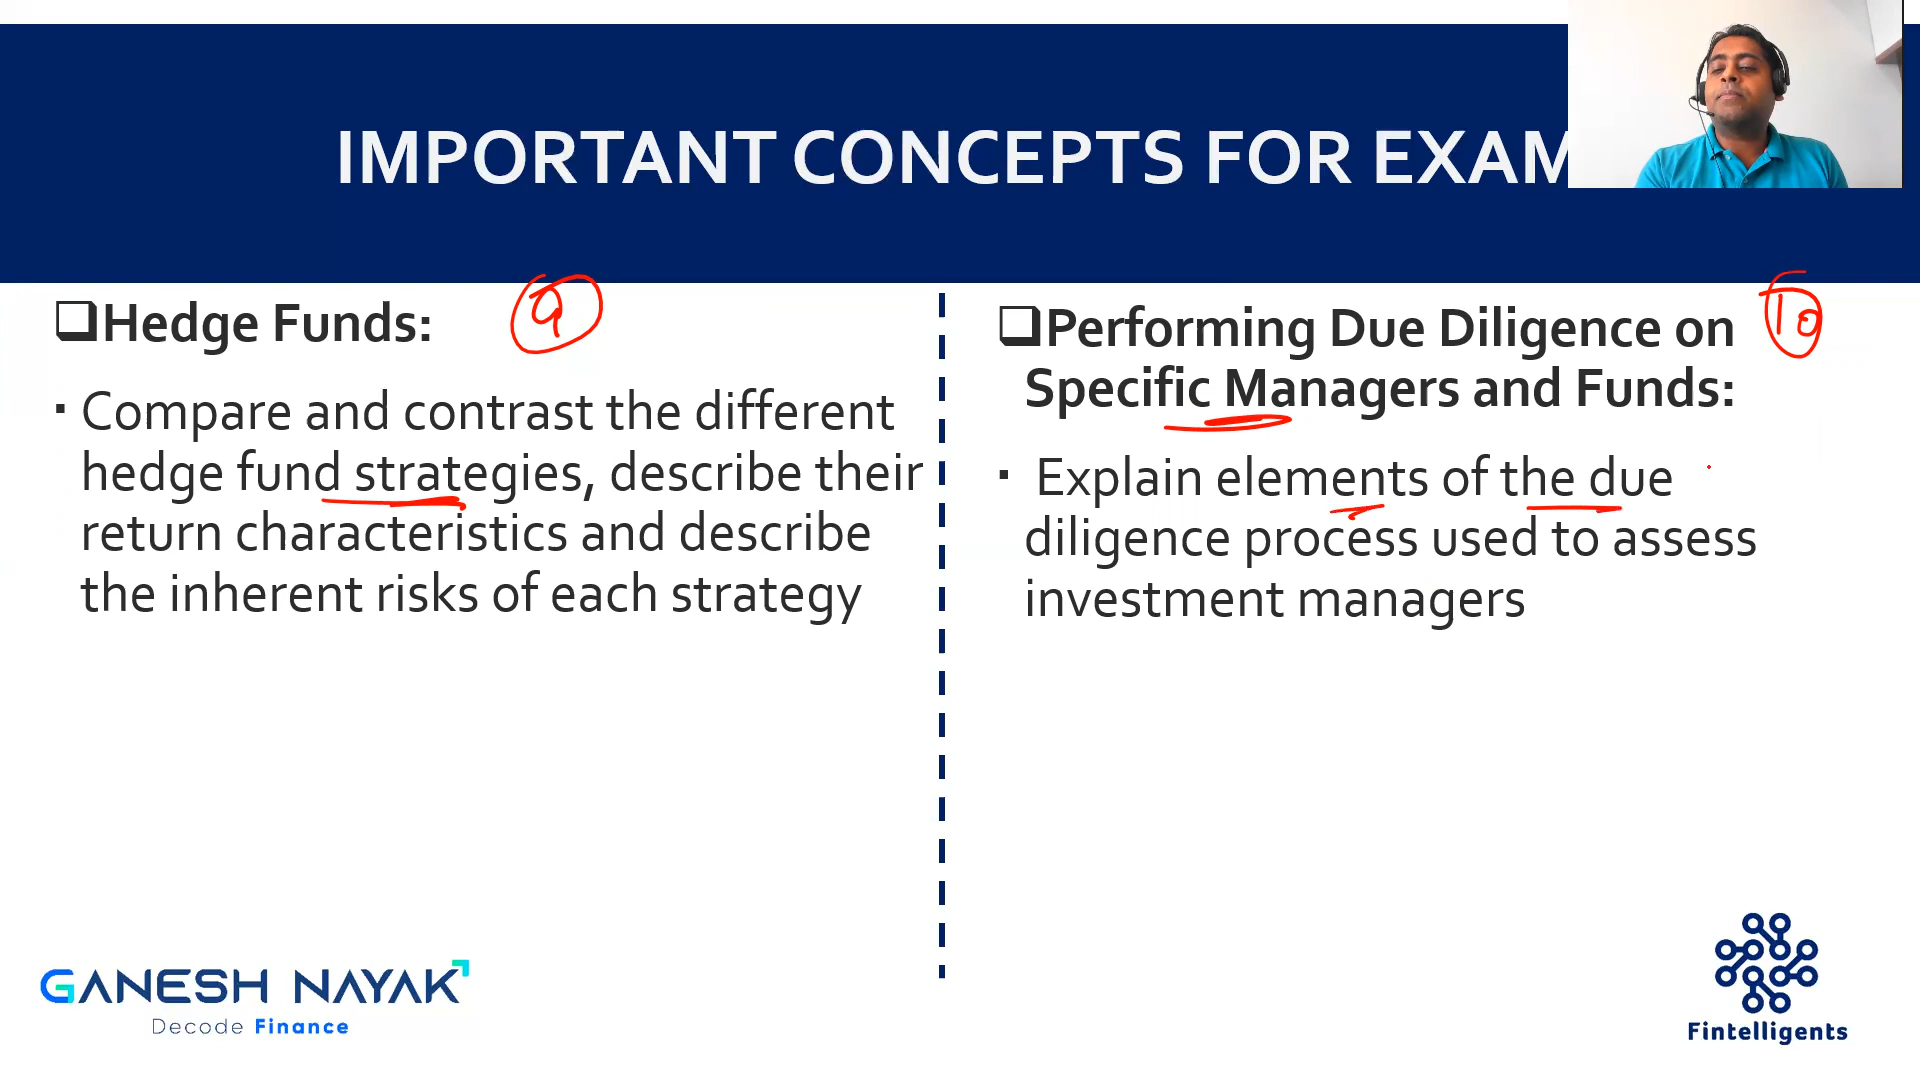 IMPORTANT CONCEPTS FOR EXAM
❑Hedge Funds:
9
▪ Compare and contrast the different
hedge fund strategies, describe their
return characteristics and describe
the inherent risks of each strategy
❑Performing Due Diligence on
10
Specific Managers and Funds:
▪ Explain elements of the due
diligence process used to assess
investment managers
GANESH NAYAK
Decode Finance
Fintelligents